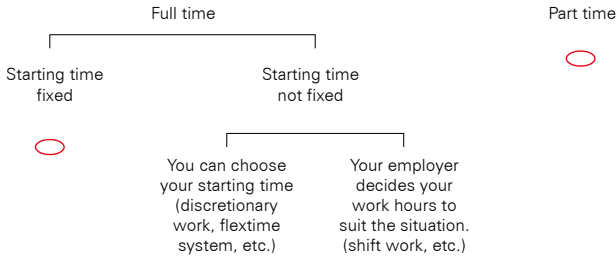 Full time
Part time
Starting time
fixed
Starting time
not fixed
You can choose
your starting time
(discretionary
work, flextime
system, etc.)
Your employer
decides your
work hours to
suit the situation.
(shift work, etc.)